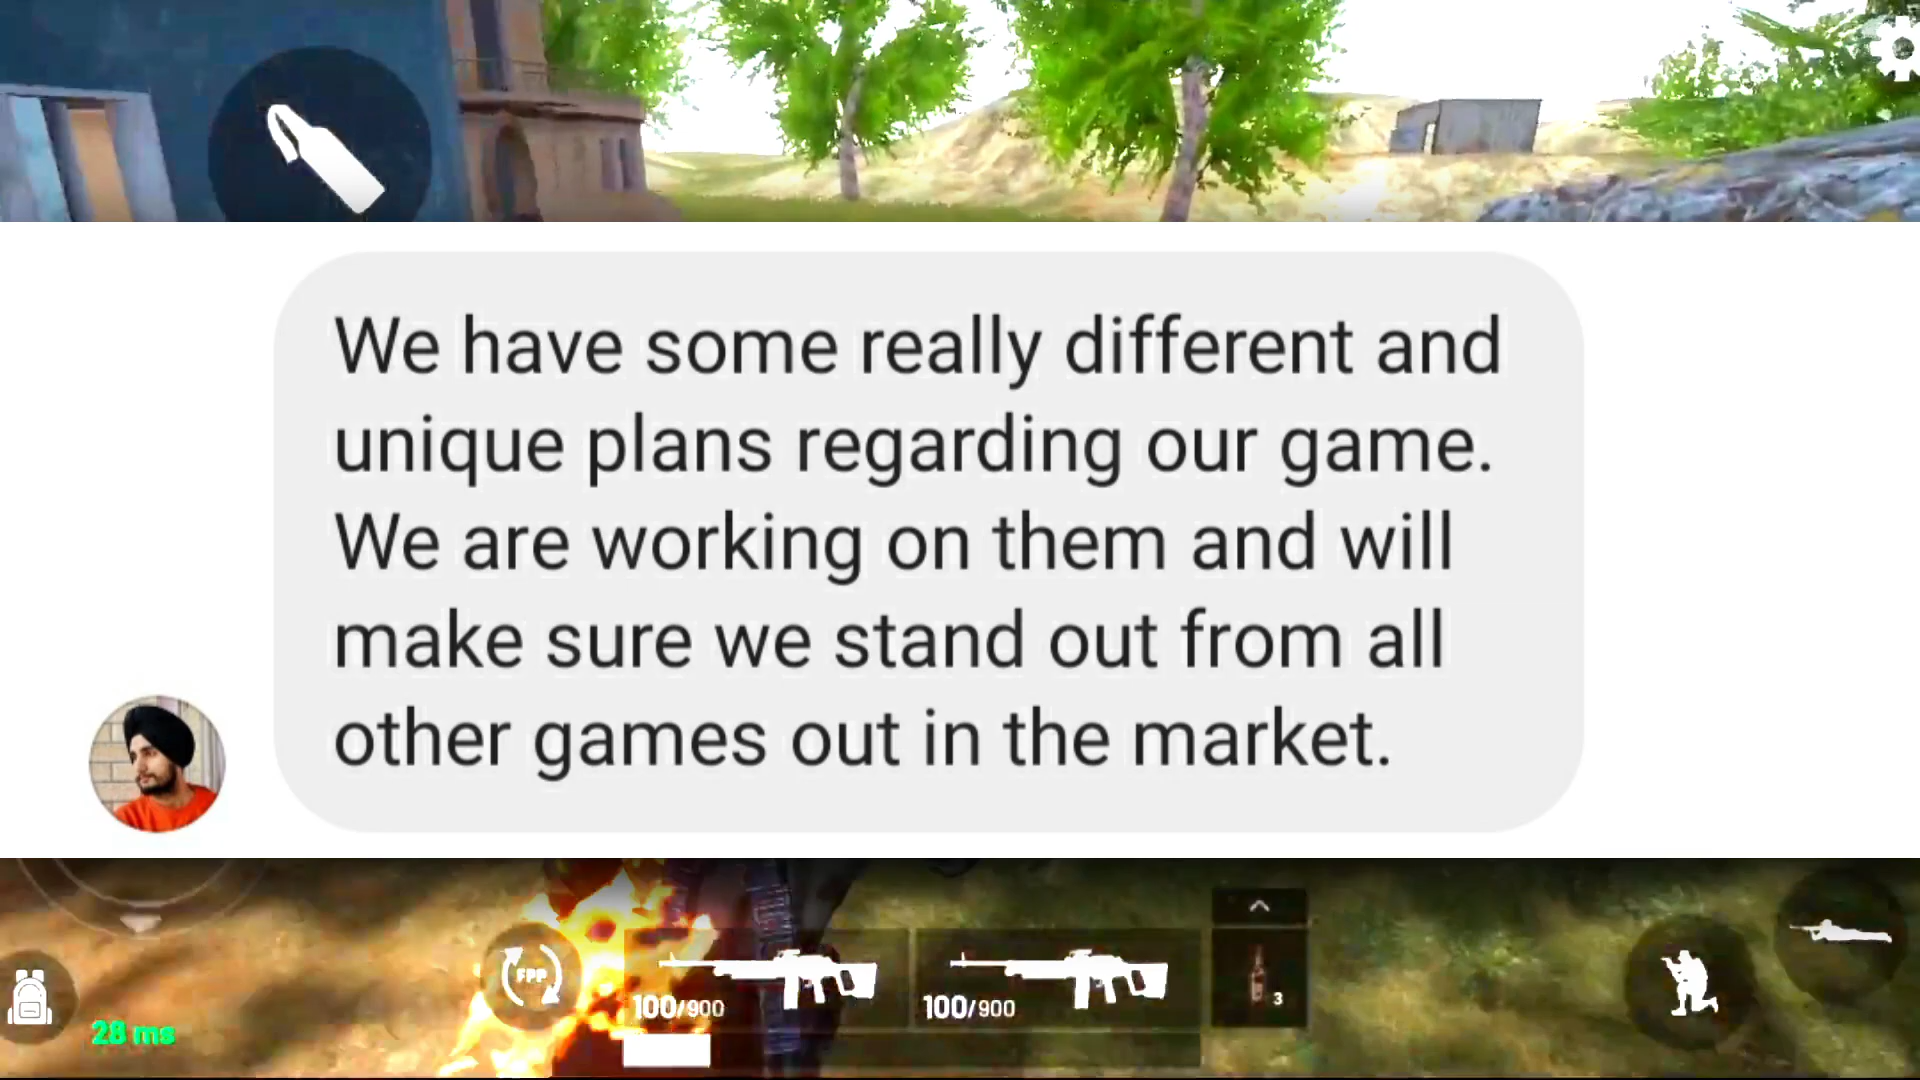 We have some really different and
unique plans regarding our game.
We are working on them and will
make sure we stand out from all
other games out in the market.
FPP
100/900
100/900
3
28 ms